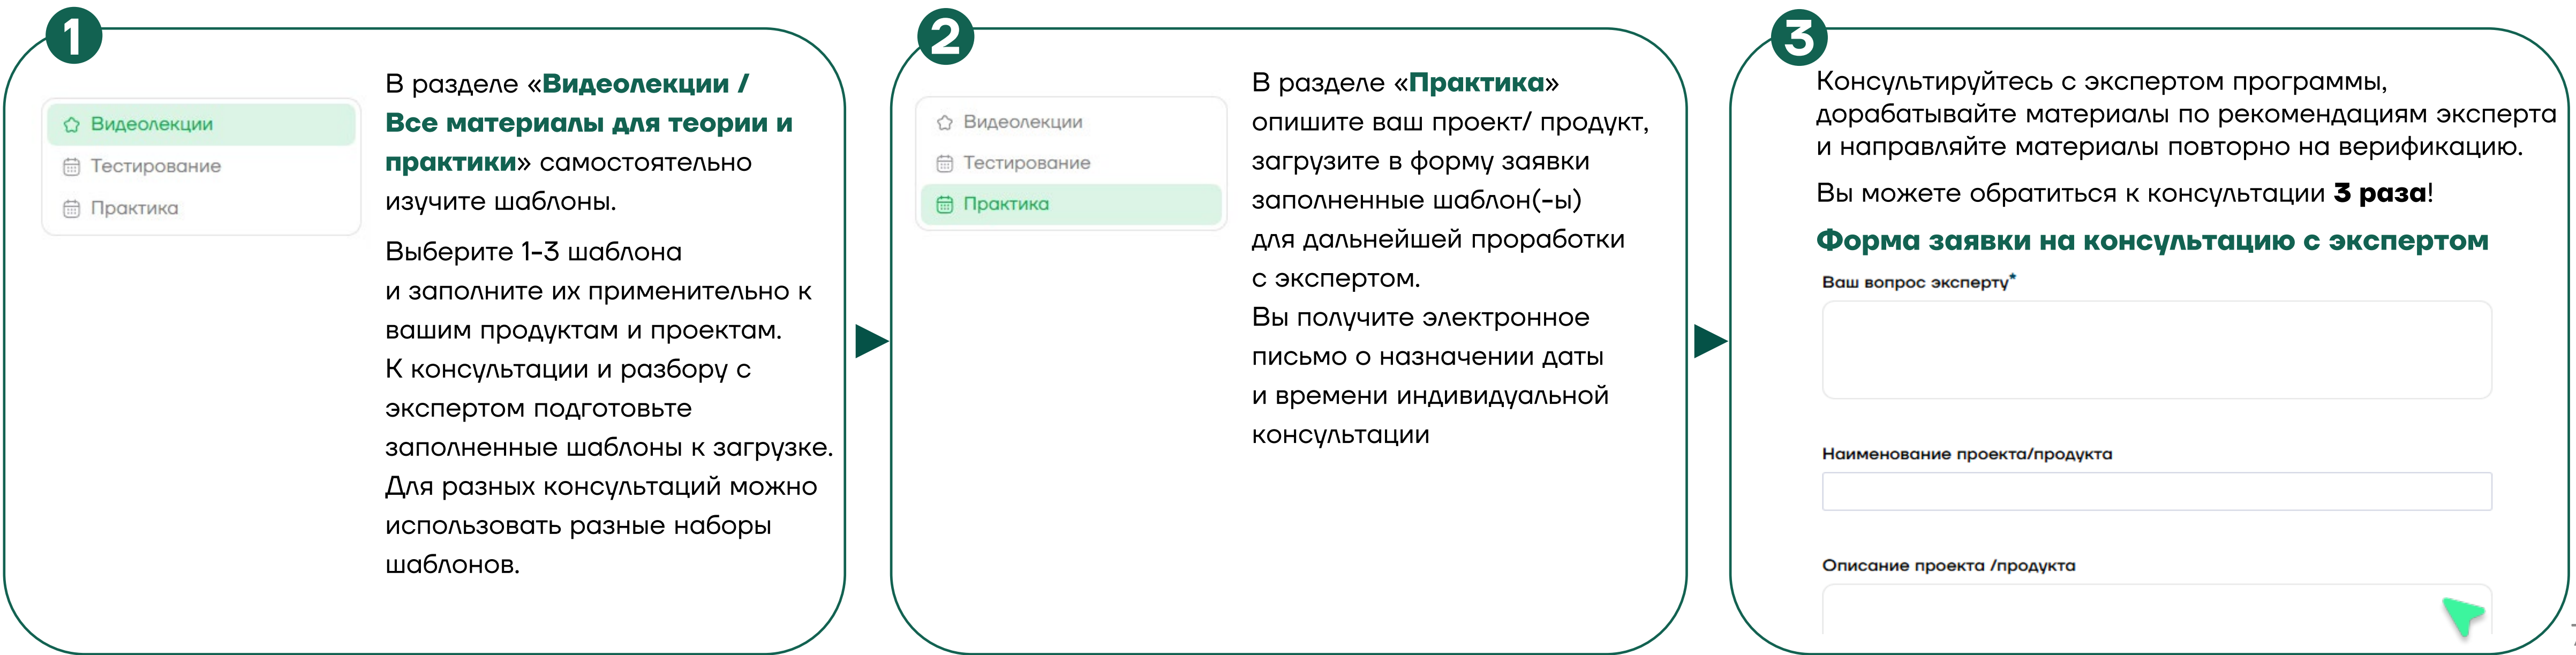 1
Видеолекции
Тестирование
Практика
В разделе «Видеолекции /
Все материалы для теории и
практики» самостоятельно
изучите шаблоны.
Выберите 1-3 шаблона
и заполните их применительно к
вашим продуктам и проектам.
К консультации и разбору с
экспертом подготовьте
заполненные шаблоны к загрузке.
Для разных консультаций можно
использовать разные наборы
шаблонов.
2
Видеолекции
Тестирование
Практика
В разделе «Практика»
опишите ваш проект/ продукт,
загрузите в форму заявки
заполненные шаблон(-ы)
для дальнейшей проработки
с экспертом.
Вы получите электронное
письмо о назначении даты
и времени индивидуальной
консультации
3
Консультируйтесь с экспертом программы,
дорабатывайте материалы по рекомендациям эксперта
и направляйте материалы повторно на верификацию.
Вы можете обратиться к консультации 3 раза!
Форма заявки на консультацию с экспертом
Ваш вопрос эксперту*
Наименование проекта/продукта
Описание проекта /продукта